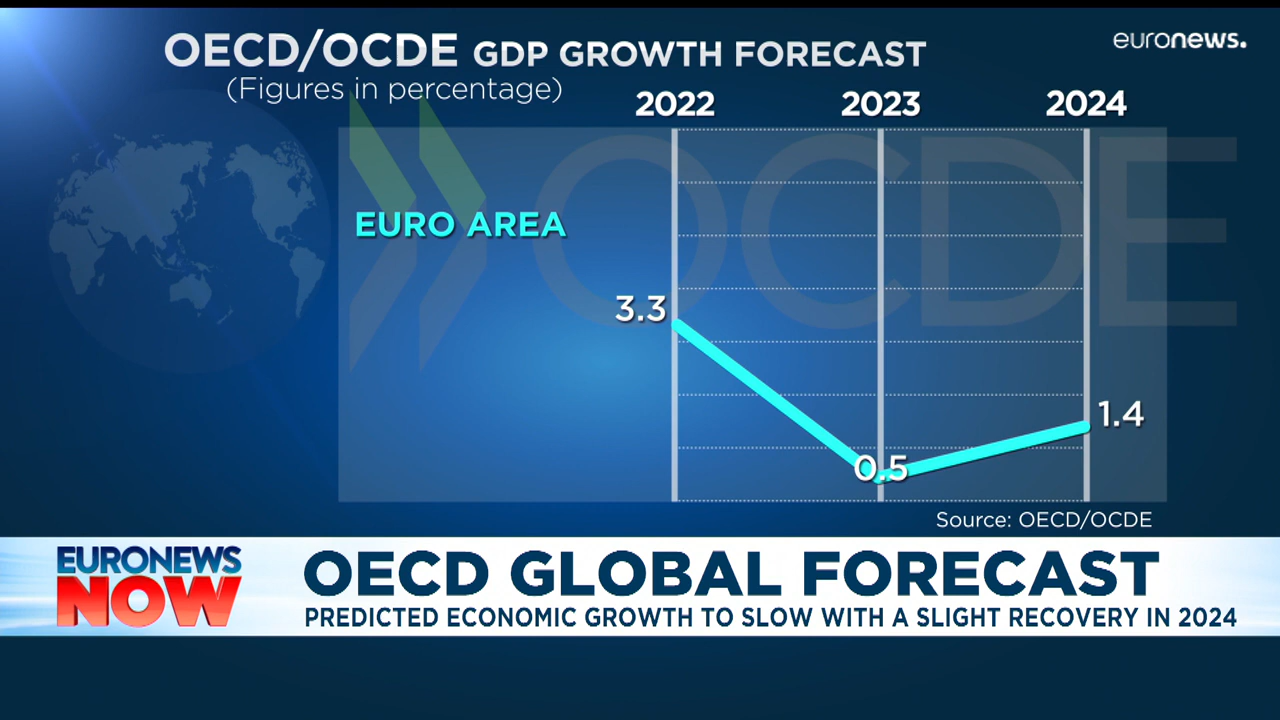 OECD/OCDE GDP GROWTH FORECAST
euronews.
(Figures in percentage)
2022 2023 2024
OCDE
EURO AREA
3.3
1.4
0.5
Source: OECD/OCDE
EURONEWS
NOW
OECD GLOBAL FORECAST
PREDICTED ECONOMIC GROWTH TO SLOW WITH A SLIGHT RECOVERY IN 2024